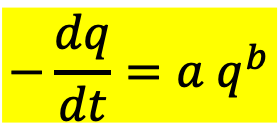 − dq/dt = a q^b